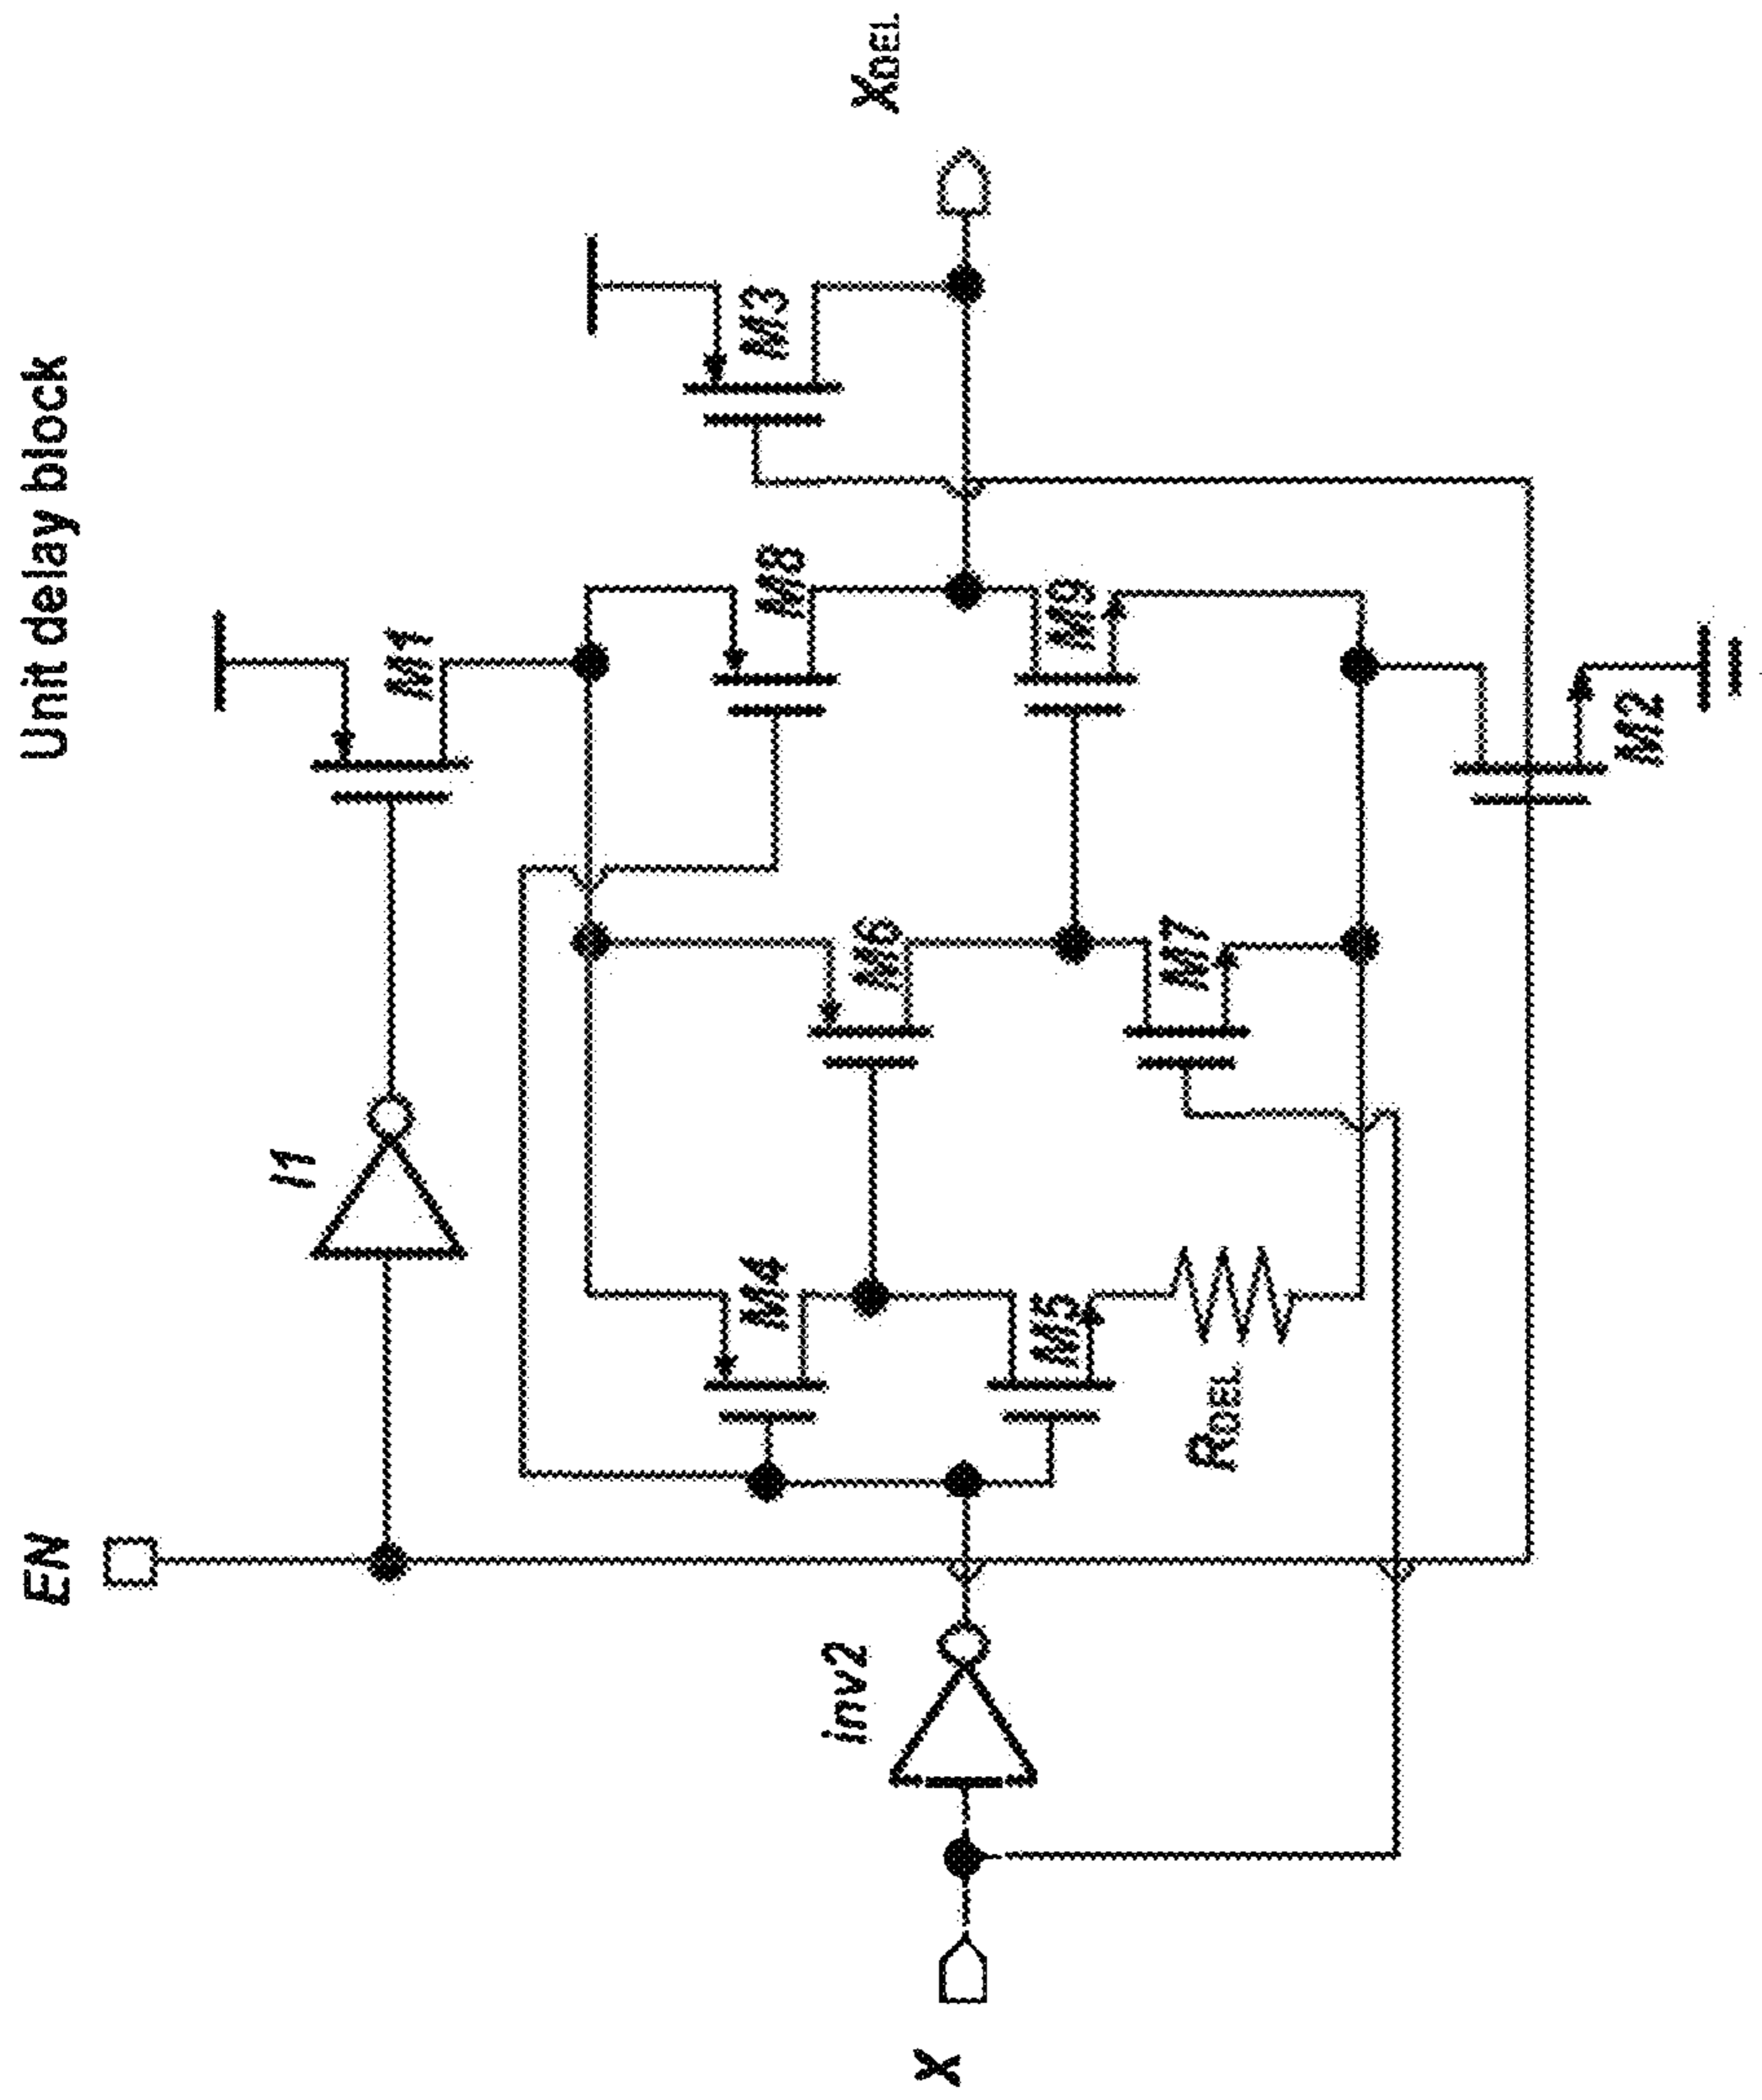 Unit delay block
EN
I1
M1
M3
M4
M6
M8
X
inv2
XDEL
M5
M7
M9
RDEL
M2